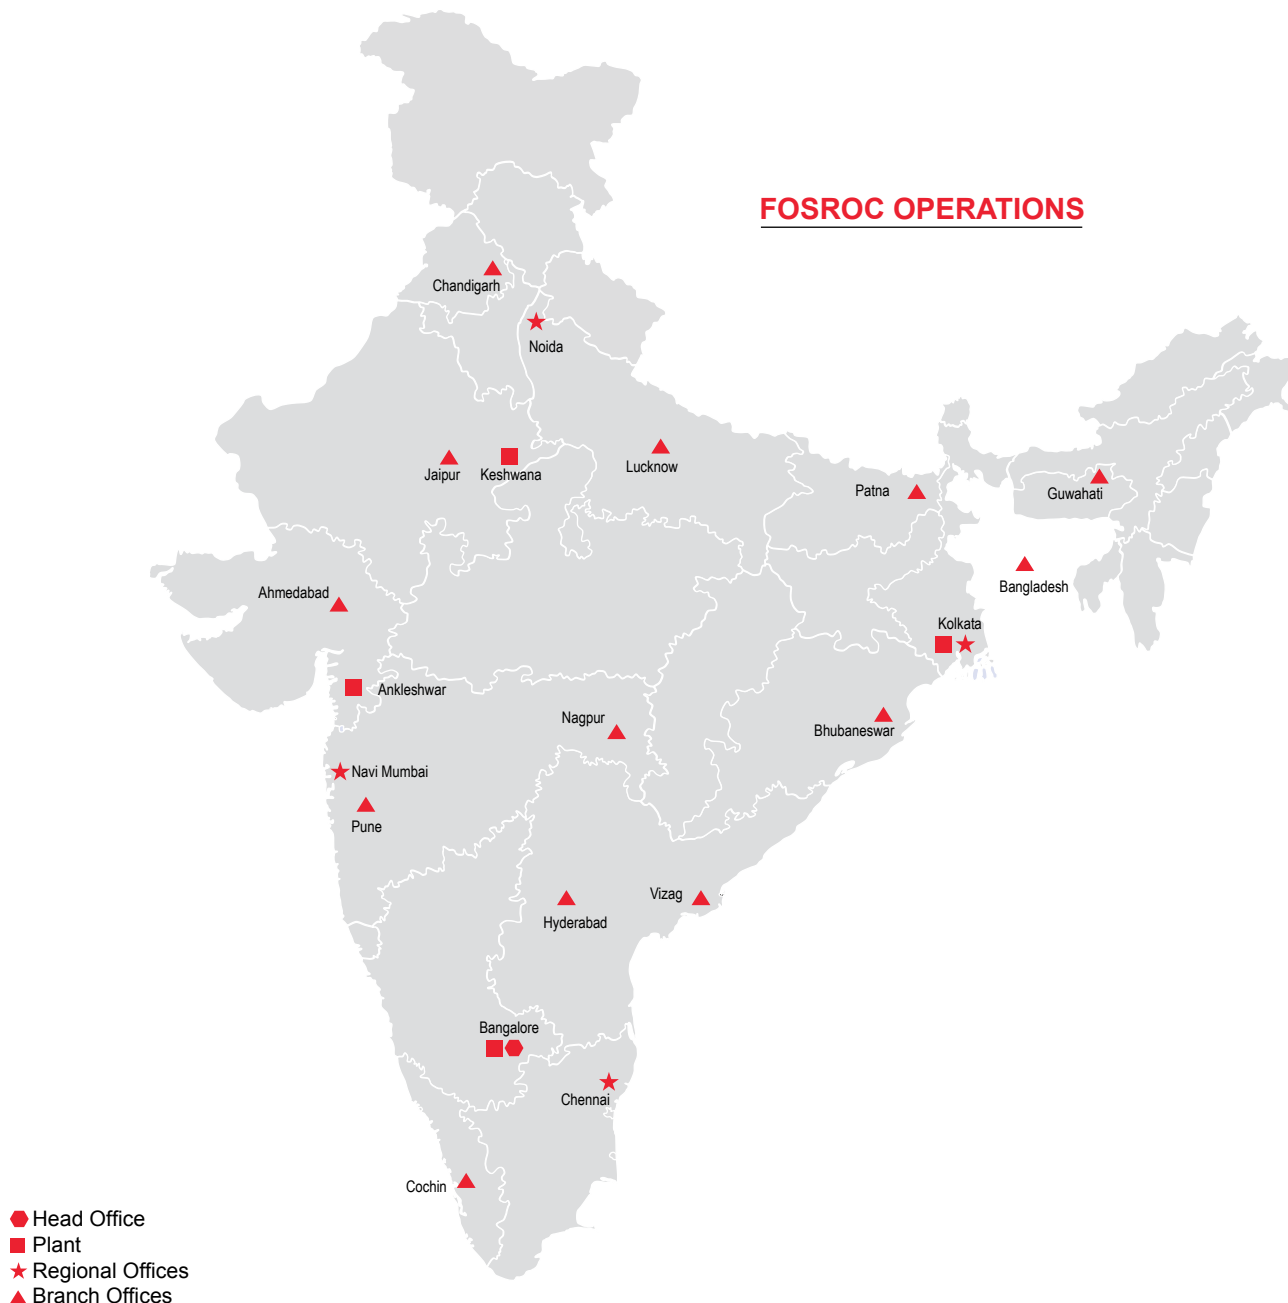 FOSROC OPERATIONS
Chandigarh
Noida
Jaipur
Keshwana
Lucknow
Patna
Guwahati
Bangladesh
Ahmedabad
Kolkata
Ankleshwar
Nagpur
Bhubaneswar
Navi Mumbai
Pune
Vizag
Hyderabad
Bangalore
Chennai
Cochin
Head Office
Plant
Regional Offices
Branch Offices